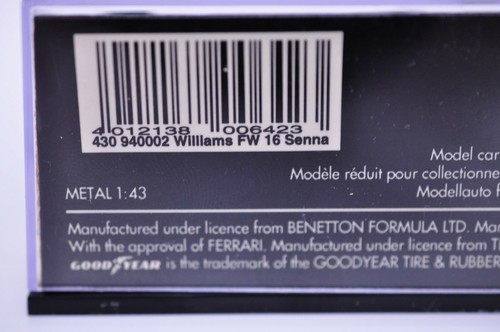 4 012138 006423
430 940002 Williams FW 16 Senna
Model car
Modèle réduit pour collectionne
METAL 1:43
Modellauto f
Manufactured under licence from BENETTON FORMULA LTD. Ma
With the approval of FERRARI. Manufactured under licence from T
GOODYEAR is the trademark of the GOODYEAR TIRE & RUBBER